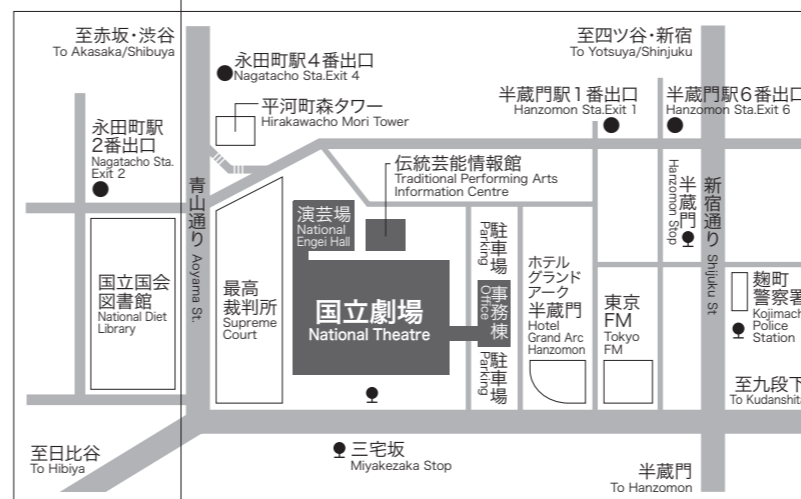 至赤坂・渋谷
To Akasaka/Shibuya
永田町駅4番出口
Nagatacho Sta.Exit 4
至四ツ谷・新宿
To Yotsuya/Shinjuku
平河町森タワー
Hirakawacho Mori Tower
半蔵門駅1番出口
Hanzomon Sta.Exit 1
半蔵門駅6番出口
Hanzomon Sta.Exit 6
永田町駅
2番出口
Nagatacho Sta.
Exit 2
伝統芸能情報館
Traditional Performing Arts
Information Centre
半蔵門
Hanzomon Stop
青山通り
Aoyama St.
新宿通り
Shijuku St
演芸場
National
Engei Hall
駐車場
Parking
国立国会
図書館
National Diet
Library
最高
裁判所
Supreme
Court
国立劇場
National Theatre
事務棟
Office
ホテル
グランド
アーク
半蔵門
Hotel
Grand Arc
Hanzomon
東京
FM
Tokyo
FM
麹町
警察署
Kojimach
Police
Station
駐車場
Parking
至九段下
To Kudanshita
至日比谷
To Hibiya
三宅坂
Miyakezaka Stop
半蔵門
To Hanzomon